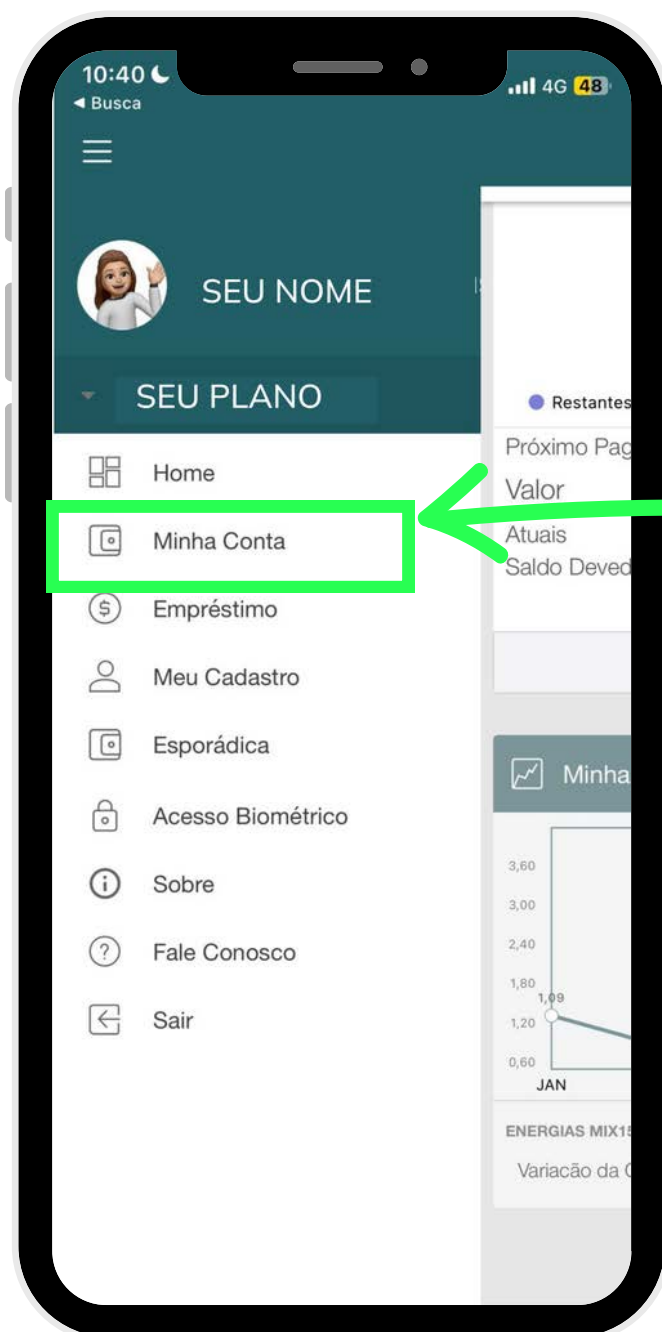 10:40
4G 48
◀ Busca
SEU NOME
SEU PLANO
Home
Minha Conta
Empréstimo
Meu Cadastro
Esporádica
Acesso Biométrico
Sobre
Fale Conosco
Sair
Restantes
Próximo Pag
Valor
Atuais
Saldo Deved
Minha
3,60
3,00
2,40
1,80
1,09
1,20
0,60
JAN
ENERGIAS MIX15
Variacão da